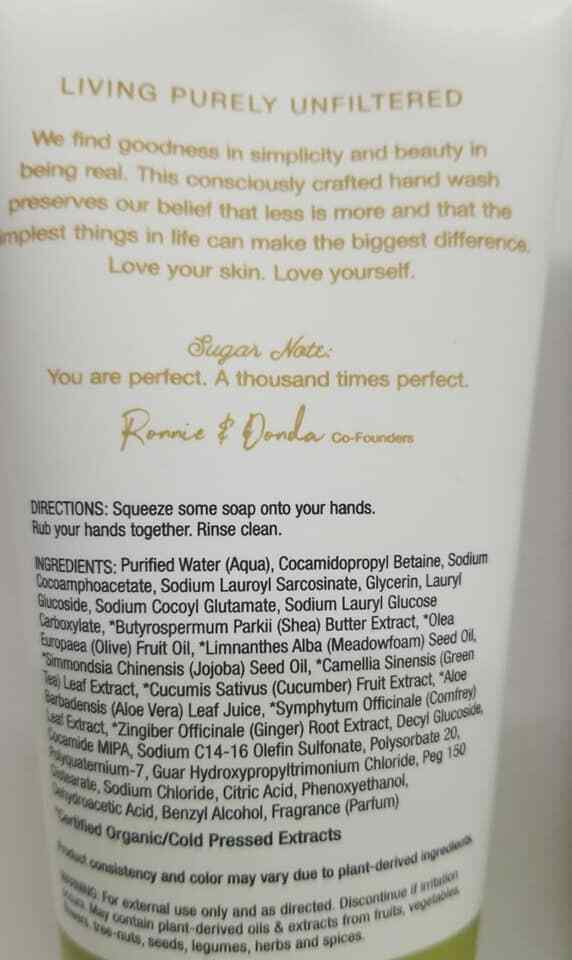 LIVING PURELY UNFILTERED
We find goodness in simplicity and beauty in
being real. This consciously crafted hand wash
preserves our belief that less is more and that the
implest things in life can make the biggest difference.
Love your skin. Love yourself.
Sugar Note:
You are perfect. A thousand times perfect.
Ronnie & Donda Co-Founders
DIRECTIONS: Squeeze some soap onto your hands.
Rub your hands together. Rinse clean.
INGREDIENTS: Purified Water (Aqua), Cocamidopropyl Betaine, Sodium
Cocoamphoacetate, Sodium Lauroyl Sarcosinate, Glycerin, Lauryl
Glucoside, Sodium Cocoyl Glutamate, Sodium Lauryl Glucose
Carboxylate, *Butyrospermum Parkii (Shea) Butter Extract, *Olea
Europaea (Olive) Fruit Oil, *Limnanthes Alba (Meadowfoam) Seed Oil,
*Simmondsia Chinensis (Jojoba) Seed Oil, *Camellia Sinensis (Green
Tea) Leaf Extract, *Cucumis Sativus (Cucumber) Fruit Extract, *Aloe
Barbadensis (Aloe Vera) Leaf Juice, *Symphytum Officinale (Comfrey)
Leaf Extract, *Zingiber Officinale (Ginger) Root Extract, Decyl Glucoside,
Cocamide MIPA, Sodium C14-16 Olefin Sulfonate, Polysorbate 20,
Polyquaternium-7, Guar Hydroxypropyltrimonium Chloride, Peg 150
Distearate, Sodium Chloride, Citric Acid, Phenoxyethanol,
Dehydroacetic Acid, Benzyl Alcohol, Fragrance (Parfum)
*Certified Organic/Cold Pressed Extracts
Product consistency and color may vary due to plant-derived ingredients
WARNING: For external use only and as directed. Discontinue if irritation
occurs. May contain plant-derived oils & extracts from fruits, vegetables,
flowers, tree-nuts, seeds, legumes, herbs and spices.